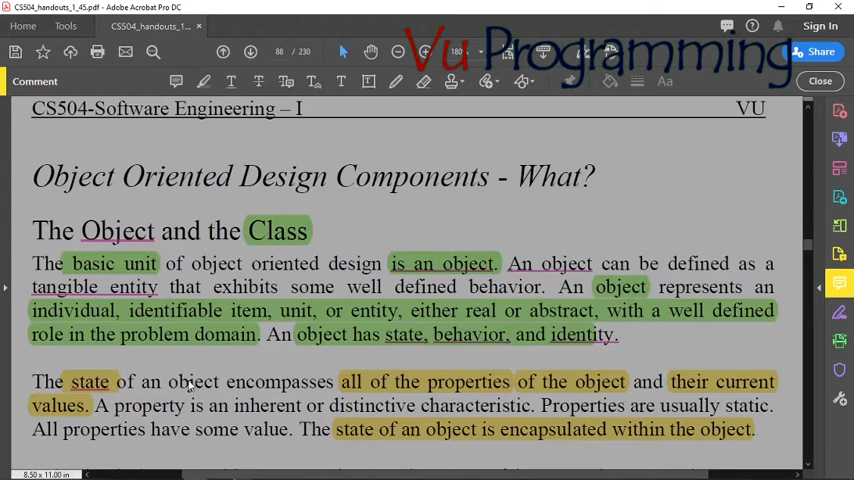 CS504_handouts_1_45.pdf - Adobe Acrobat Pro DC
Home Tools CS504_handouts_1... × Sign In
88 / 230 180% Share
Vu Programming
Comment Aa Close
CS504-Software Engineering – I VU
Object Oriented Design Components - What?
The Object and the Class
The basic unit of object oriented design is an object. An object can be defined as a
tangible entity that exhibits some well defined behavior. An object represents an
individual, identifiable item, unit, or entity, either real or abstract, with a well defined
role in the problem domain. An object has state, behavior, and identity.
The state of an object encompasses all of the properties of the object and their current
values. A property is an inherent or distinctive characteristic. Properties are usually static.
All properties have some value. The state of an object is encapsulated within the object.
8.50 x 11.00 in